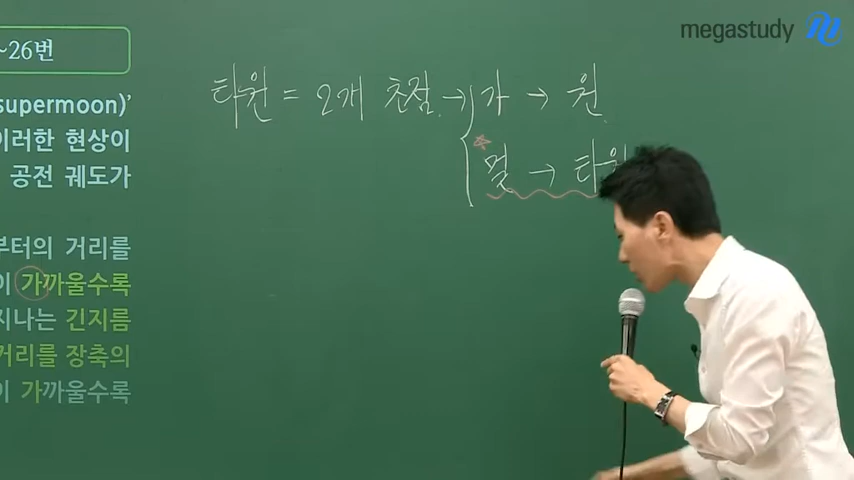 megastudy
~26번
supermoon)'
이러한 현상이
공전 궤도가
부터의 거리를
이 가까울수록
지나는 긴지름
거리를 장축의
이 가까울수록
타원 = 2개 초점 → 가 → 원
멀 → 타원